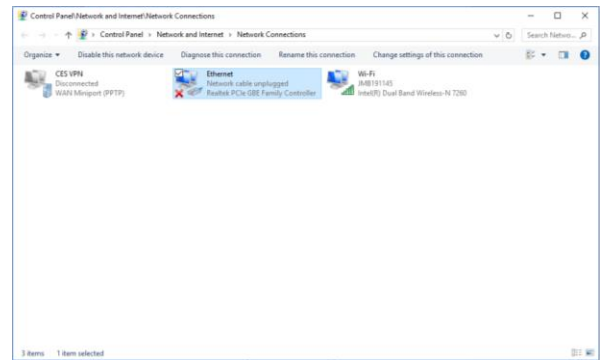 Control Panel\Network and Internet\Network Connections
Control Panel > Network and Internet > Network Connections
Search Netwo...
Organize
Disable this network device
Diagnose this connection
Rename this connection
Change settings of this connection
CES VPN
Disconnected
WAN Miniport (PPTP)
Ethernet
Network cable unplugged
Realtek PCIe GBE Family Controller
Wi-Fi
JMB191145
Intel(R) Dual Band Wireless-N 7260
3 items
1 item selected